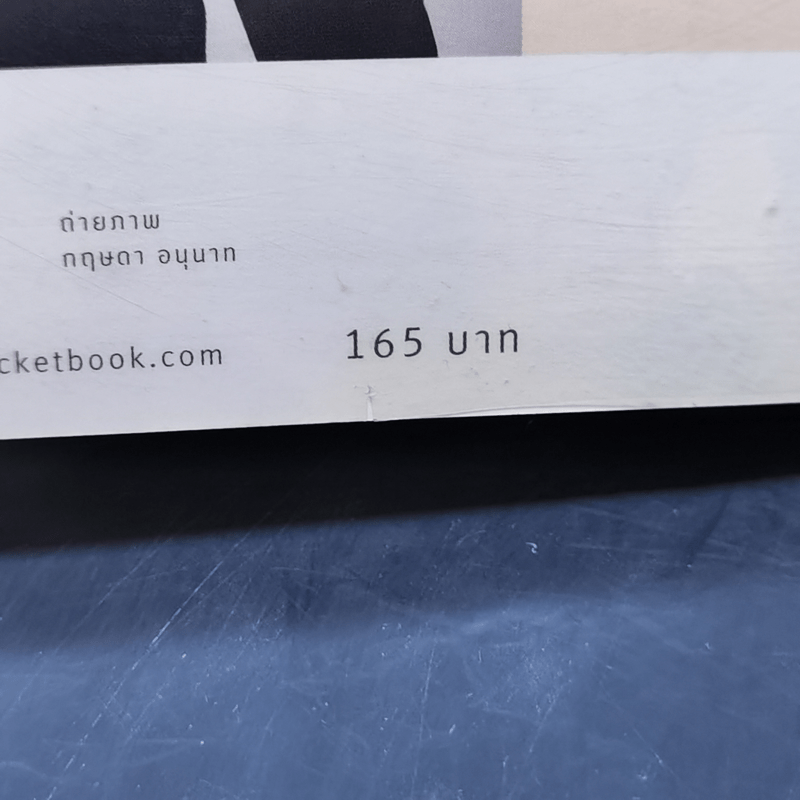 ถ่ายภาพ
กฤษดา อนุนาท
cketbook.com
165 บาท